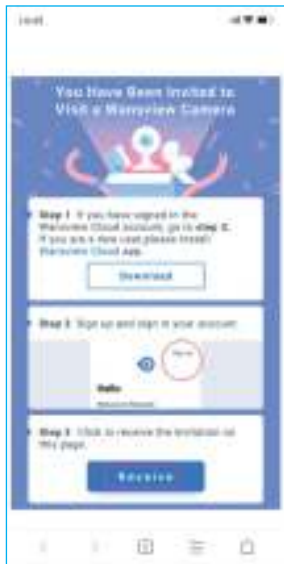 You Have Been Invited to
Visit a Wansview Camera
Step 1 If you have signed in the
Wansview Cloud account, go to step 2.
If you are a new user,please install
Wansview Cloud App.
Download
Step 2 Sign up and sign in your account
Sign up
Hello
Step 3 Click to receive the invitation on
this page.
Receive